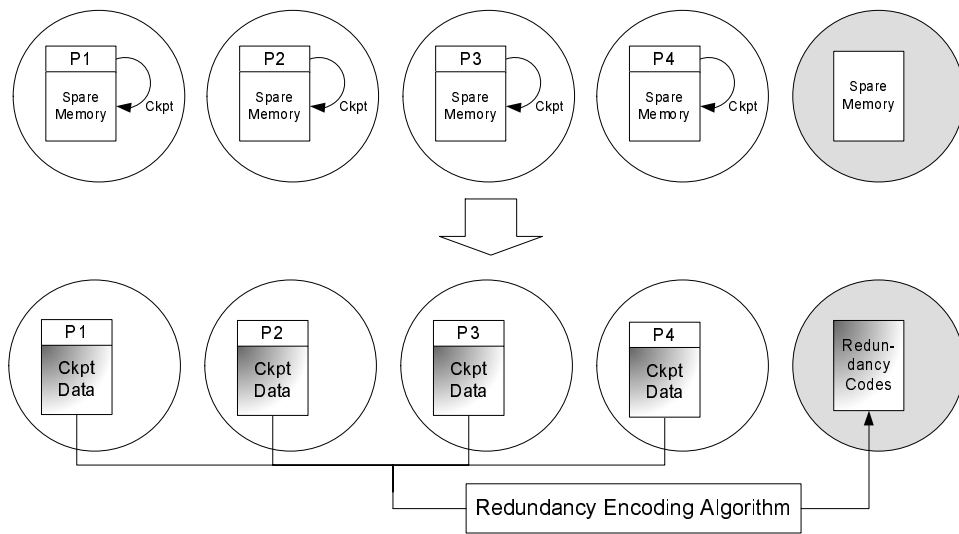 P1
Spare
Memory
Ckpt
P2
Spare
Memory
Ckpt
P3
Spare
Memory
Ckpt
P4
Spare
Memory
Ckpt
Spare
Memory
P1
Ckpt
Data
P2
Ckpt
Data
P3
Ckpt
Data
P4
Ckpt
Data
Redun-
dancy
Codes
Redundancy Encoding Algorithm